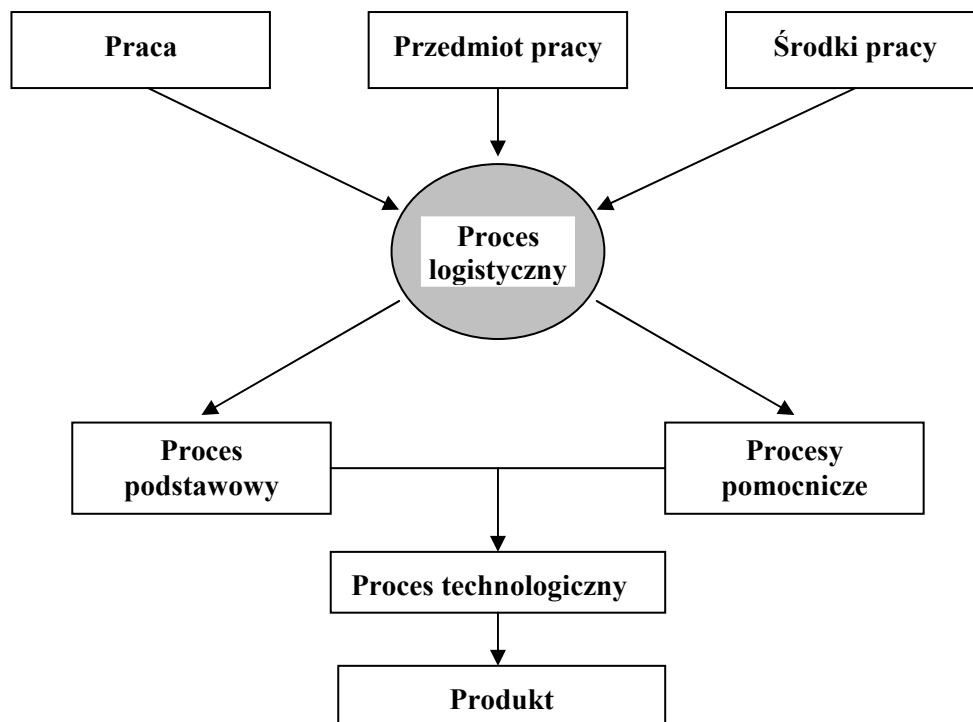 Praca
Przedmiot pracy
Środki pracy
Proces
logistyczny
Proces
podstawowy
Procesy
pomocnicze
Proces technologiczny
Produkt